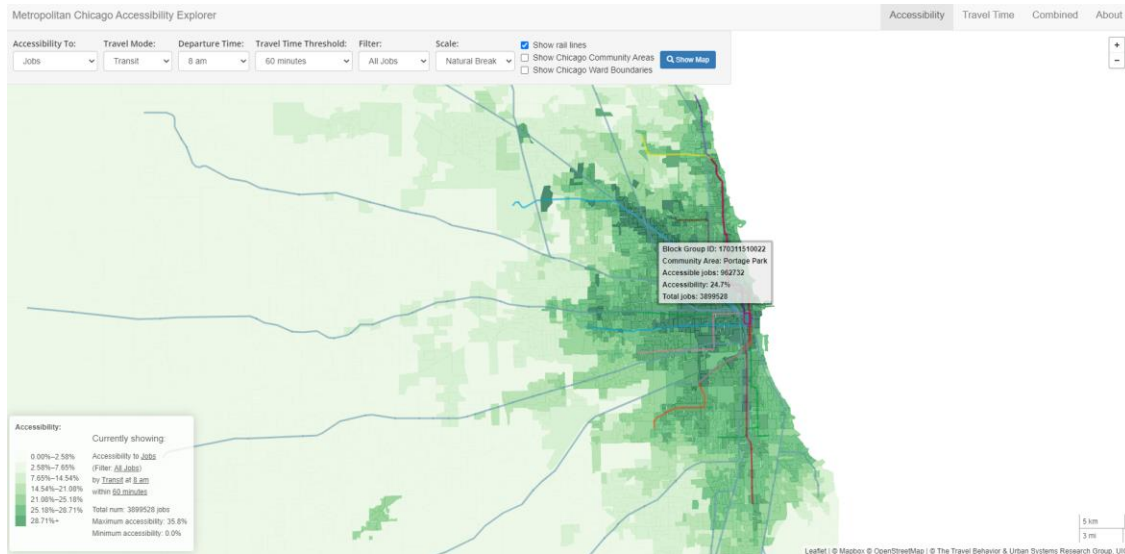 Metropolitan Chicago Accessibility Explorer
Accessibility
Travel Time
Combined
About
Accessibility To:
Travel Mode:
Departure Time:
Travel Time Threshold:
Filter:
Scale:
Jobs
Transit
8 am
60 minutes
All Jobs
Natural Break
Show rail lines
Show Chicago Community Areas
Show Chicago Ward Boundaries
Show Map
+
−
Block Group ID: 170311510022
Community Area: Portage Park
Accessible jobs: 962732
Accessibility: 24.7%
Total jobs: 3899528
Accessibility:
0.00%–2.58%
2.58%–7.65%
7.65%–14.54%
14.54%–21.08%
21.08%–25.18%
25.18%–28.71%
28.71%+
Currently showing:
Accessibility to Jobs
(Filter: All Jobs)
by Transit at 8 am
within 60 minutes
Total num: 3899528 jobs
Maximum accessibility: 35.8%
Minimum accessibility: 0.0%
5 km
3 mi
Leaflet | © Mapbox © OpenStreetMap | © The Travel Behavior & Urban Systems Research Group,